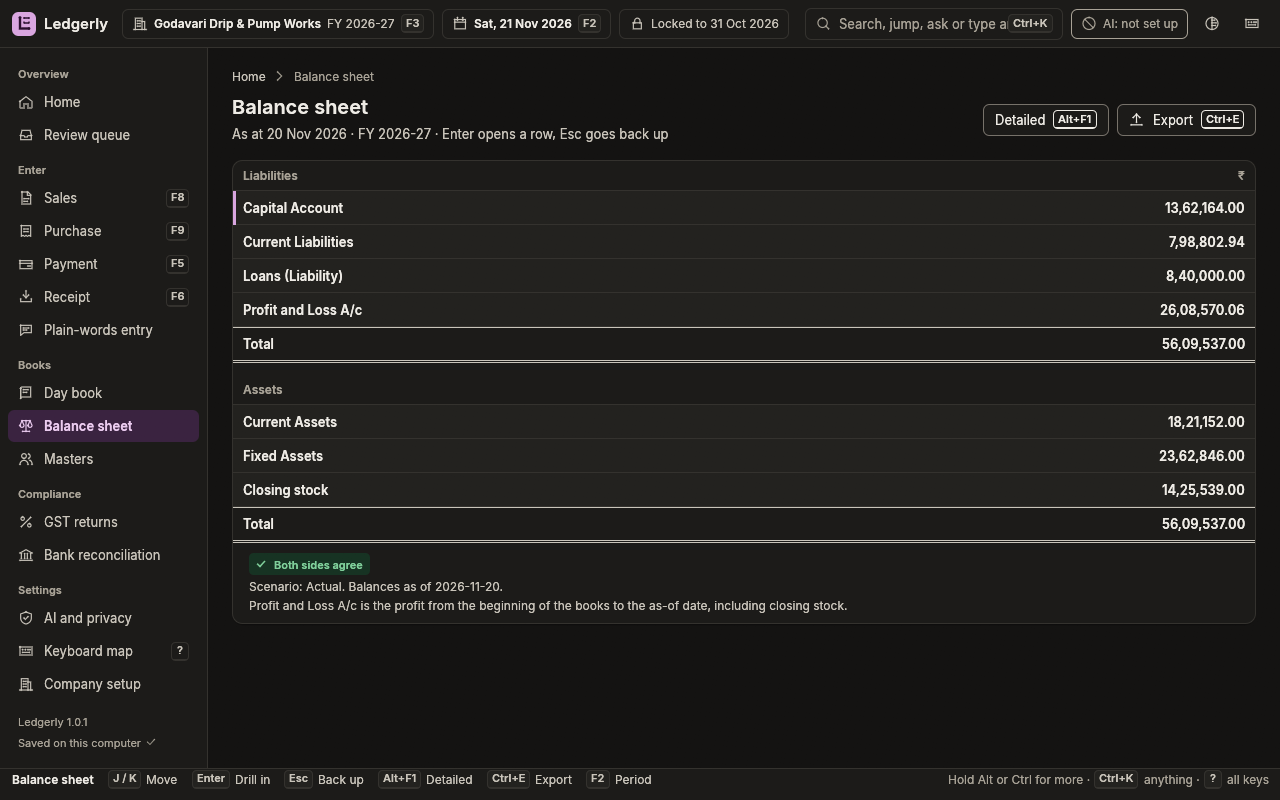 Ledgerly
Godavari Drip & Pump Works FY 2026-27 F3
Sat, 21 Nov 2026 F2
Locked to 31 Oct 2026
Search, jump, ask or type a Ctrl+K
AI: not set up
Overview
Home
Review queue
Enter
Sales F8
Purchase F9
Payment F5
Receipt F6
Plain-words entry
Books
Day book
Balance sheet
Masters
Compliance
GST returns
Bank reconciliation
Settings
AI and privacy
Keyboard map ?
Company setup
Ledgerly 1.0.1
Saved on this computer
Home > Balance sheet
Balance sheet
As at 20 Nov 2026 · FY 2026-27 · Enter opens a row, Esc goes back up
Detailed Alt+F1
Export Ctrl+E
Liabilities ₹
Capital Account 13,62,164.00
Current Liabilities 7,98,802.94
Loans (Liability) 8,40,000.00
Profit and Loss A/c 26,08,570.06
Total 56,09,537.00
Assets
Current Assets 18,21,152.00
Fixed Assets 23,62,846.00
Closing stock 14,25,539.00
Total 56,09,537.00
Both sides agree
Scenario: Actual. Balances as of 2026-11-20.
Profit and Loss A/c is the profit from the beginning of the books to the as-of date, including closing stock.
Balance sheet J / K Move Enter Drill in Esc Back up Alt+F1 Detailed Ctrl+E Export F2 Period
Hold Alt or Ctrl for more · Ctrl+K anything · ? all keys